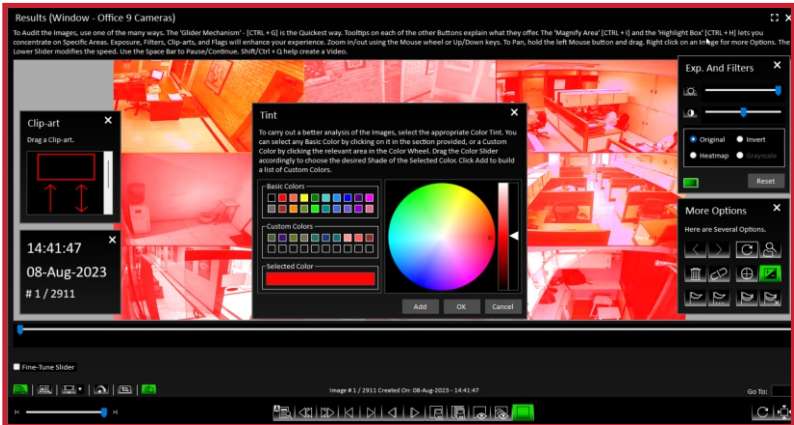 Results (Window - Office 9 Cameras)
To Audit the Images, use one of the many ways. The 'Glider Mechanism' - [CTRL + G] is the Quickest way. Tooltips on each of the other Buttons explain what they offer. The 'Magnify Area' [CTRL + I] and the 'Highlight Box' [CTRL + H] lets you
concentrate on Specific Areas. Exposure, Filters, Clip-arts, and Flags will enhance your experience. Zoom in/out using the Mouse wheel or Up/Down keys. To Pan, hold the left Mouse button and drag. Right click on an Image for more Options. The
Lower Slider modifies the speed. Use the Space Bar to Pause/Continue. Shift/Ctrl + Q help create a Video.
Exp. And Filters
Original
Invert
Heatmap
Grayscale
Reset
Clip-art
Drag a Clip-art.
Tint
To carry out a better analysis of the Images, select the appropriate Color Tint. You
can select any Basic Color by clicking on it in the section provided, or a Custom
Color by clicking the relevant area in the Color Wheel. Drag the Color Slider
accordingly to choose the desired Shade of the Selected Color. Click Add to build
a list of Custom Colors.
Basic Colors
Custom Colors
Selected Color
Add
OK
Cancel
14:41:47
08-Aug-2023
# 1 / 2911
More Options
Here are Several Options.
Fine-Tune Slider
Image # 1 / 2911 Created On: 08-Aug-2023 - 14:41:47
Go To: